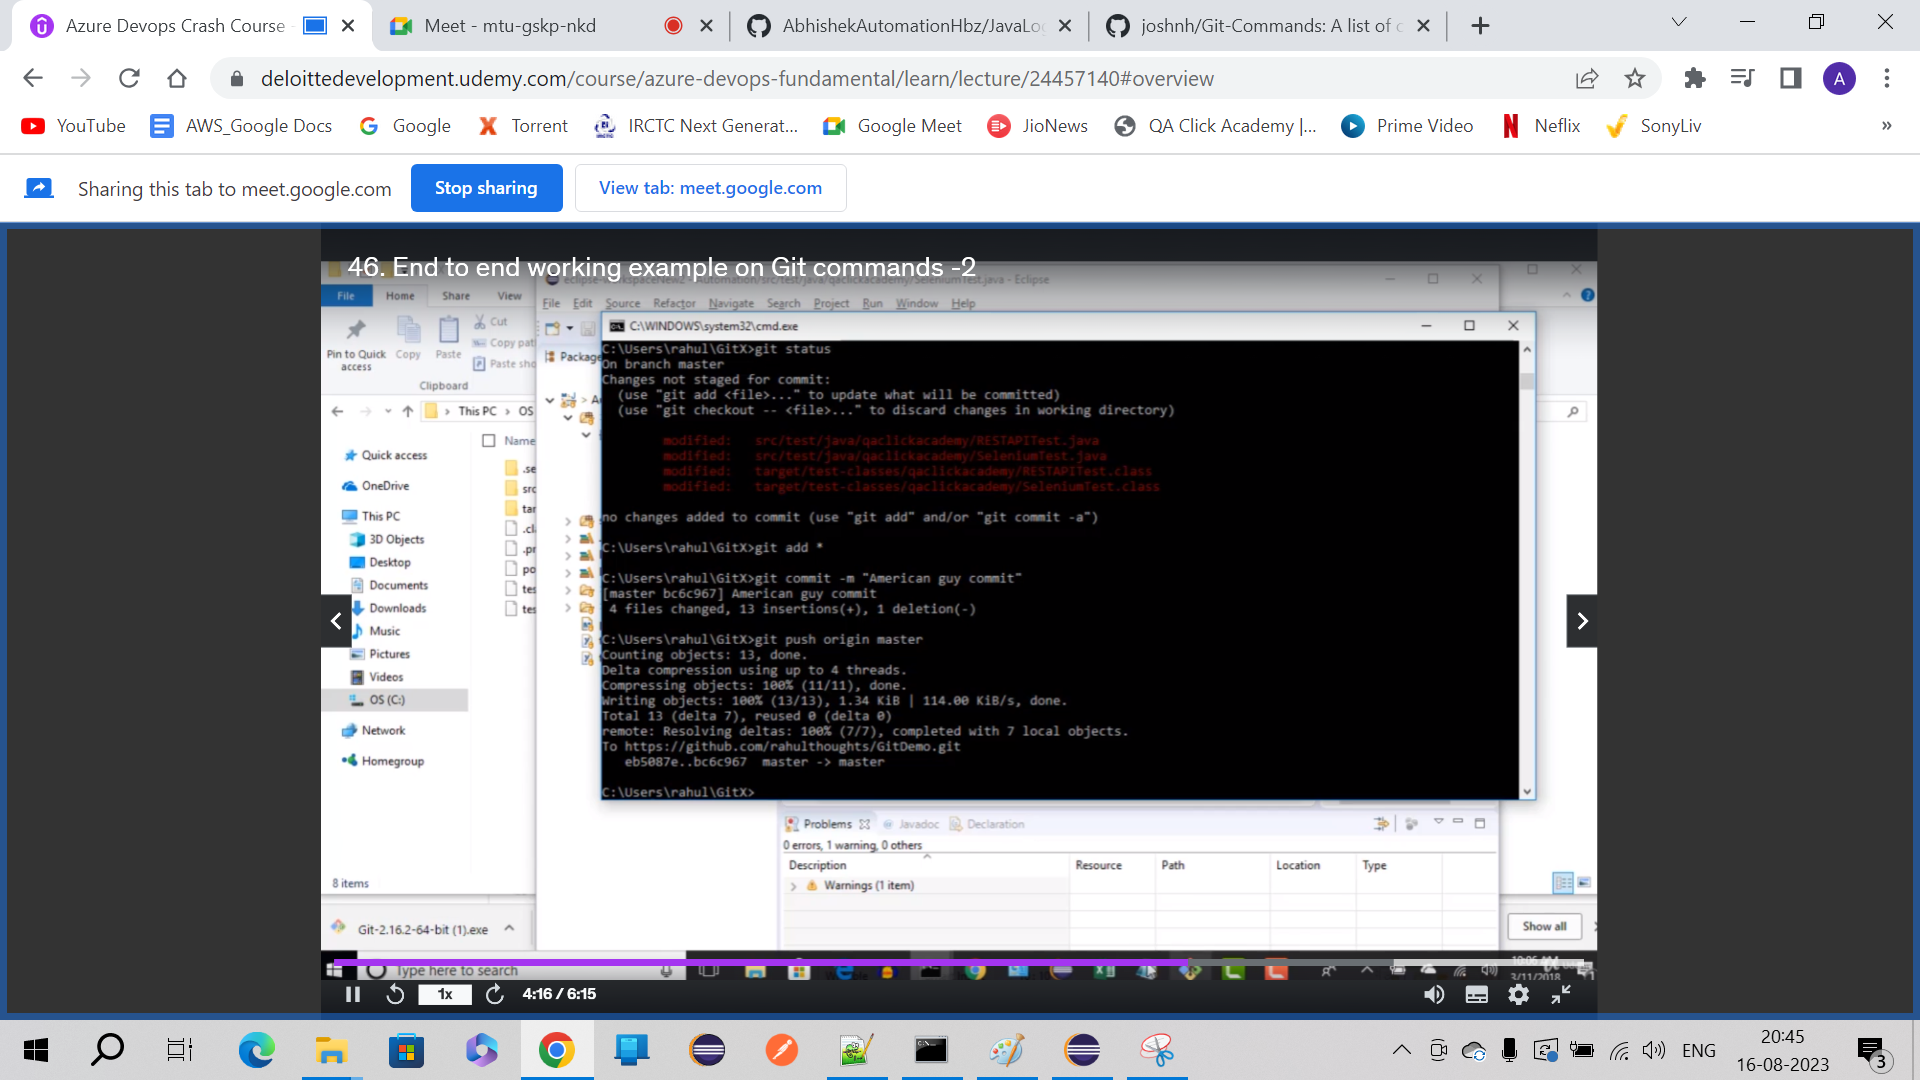 Azure Devops Crash Course
Meet - mtu-gskp-nkd
AbhishekAutomationHbz/JavaLo
joshnh/Git-Commands: A list of c
deloittedevelopment.udemy.com/course/azure-devops-fundamental/learn/lecture/24457140#overview
A
YouTube
AWS_Google Docs
Google
Torrent
IRCTC Next Generat...
Google Meet
JioNews
QA Click Academy |...
Prime Video
Neflix
SonyLiv
»
Sharing this tab to meet.google.com
Stop sharing
View tab: meet.google.com
46. End to end working example on Git commands -2
File Home Share View
Pin to Quick access
Copy
Paste
Cut
Copy pat
Paste sho
Clipboard
This PC > OS
Name
.se
src
tar
.cl
.pr
po
tes
tes
Quick access
OneDrive
This PC
3D Objects
Desktop
Documents
Downloads
Music
Pictures
Videos
OS (C:)
Network
Homegroup
8 items
File Edit Source Refactor Navigate Search Project Run Window Help
Package
C:\WINDOWS\system32\cmd.exe
C:\Users\rahul\GitX>git status
On branch master
Changes not staged for commit:
(use "git add <file>..." to update what will be committed)
(use "git checkout -- <file>..." to discard changes in working directory)
modified: src/test/java/qaclickacademy/RESTAPITest.java
modified: src/test/java/qaclickacademy/SeleniumTest.java
modified: target/test-classes/qaclickacademy/RESTAPITest.class
modified: target/test-classes/qaclickacademy/SeleniumTest.class
no changes added to commit (use "git add" and/or "git commit -a")
C:\Users\rahul\GitX>git add *
C:\Users\rahul\GitX>git commit -m "American guy commit"
[master bc6c967] American guy commit
4 files changed, 13 insertions(+), 1 deletion(-)
C:\Users\rahul\GitX>git push origin master
Counting objects: 13, done.
Delta compression using up to 4 threads.
Compressing objects: 100% (11/11), done.
Writing objects: 100% (13/13), 1.34 KiB | 114.00 KiB/s, done.
Total 13 (delta 7), reused 0 (delta 0)
remote: Resolving deltas: 100% (7/7), completed with 7 local objects.
To https://github.com/rahulthoughts/GitDemo.git
eb5087e..bc6c967 master -> master
C:\Users\rahul\GitX>
Problems Javadoc Declaration
0 errors, 1 warning, 0 others
Description Resource Path Location Type
Warnings (1 item)
Git-2.16.2-64-bit (1).exe
Show all
Type here to search
3/11/2018
1x
4:16 / 6:15
ENG
20:45
16-08-2023
3